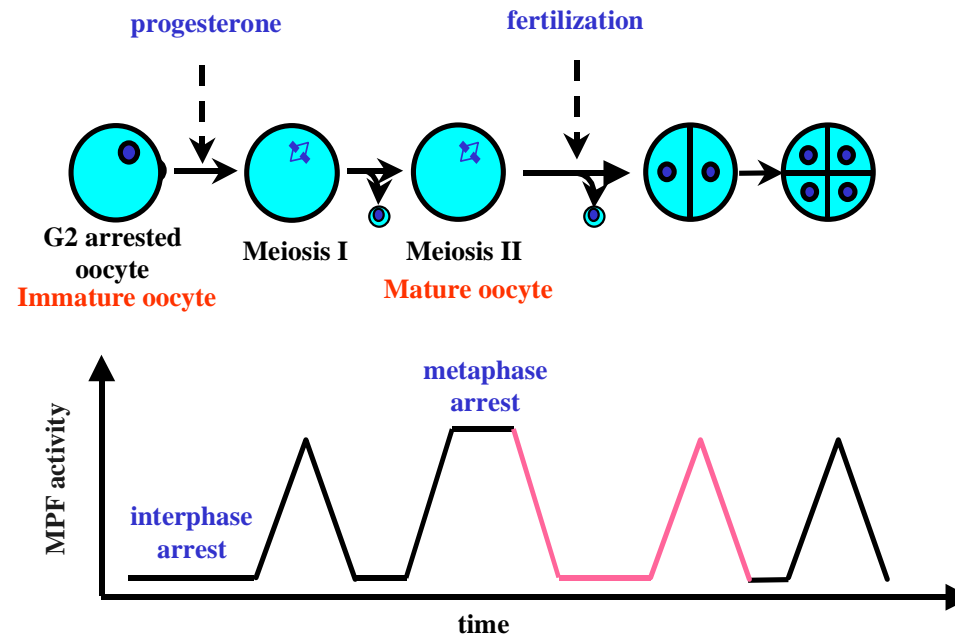 progesterone
fertilization
G2 arrested
oocyte
Immature oocyte
Meiosis I
Meiosis II
Mature oocyte
metaphase
arrest
interphase
arrest
MPF activity
time